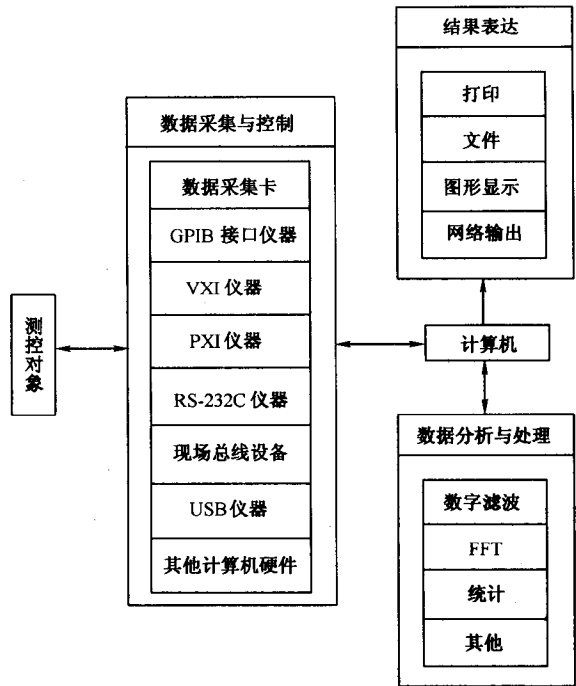 测控对象
数据采集与控制
数据采集卡
GPIB 接口仪器
VXI 仪器
PXI 仪器
RS-232C 仪器
现场总线设备
USB 仪器
其他计算机硬件
结果表达
打印
文件
图形显示
网络输出
计算机
数据分析与处理
数字滤波
FFT
统计
其他